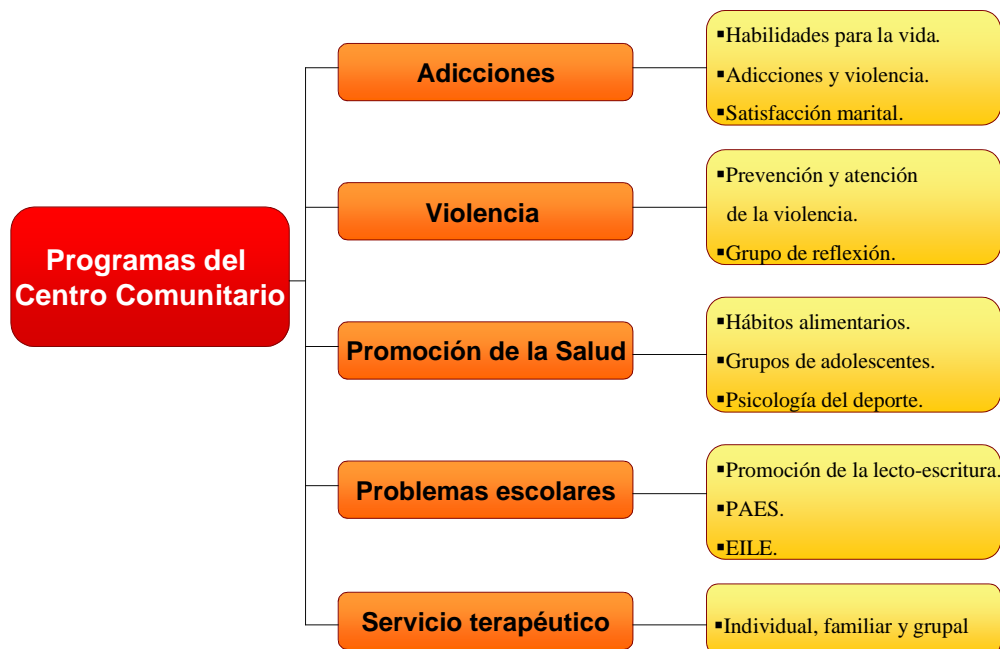 Programas del
Centro Comunitario
Adicciones
▪Habilidades para la vida.
▪Adicciones y violencia.
▪Satisfacción marital.
Violencia
▪Prevención y atención
de la violencia.
▪Grupo de reflexión.
Promoción de la Salud
▪Hábitos alimentarios.
▪Grupos de adolescentes.
▪Psicología del deporte.
Problemas escolares
▪Promoción de la lecto-escritura.
▪PAES.
▪EILE.
Servicio terapéutico
▪Individual, familiar y grupal